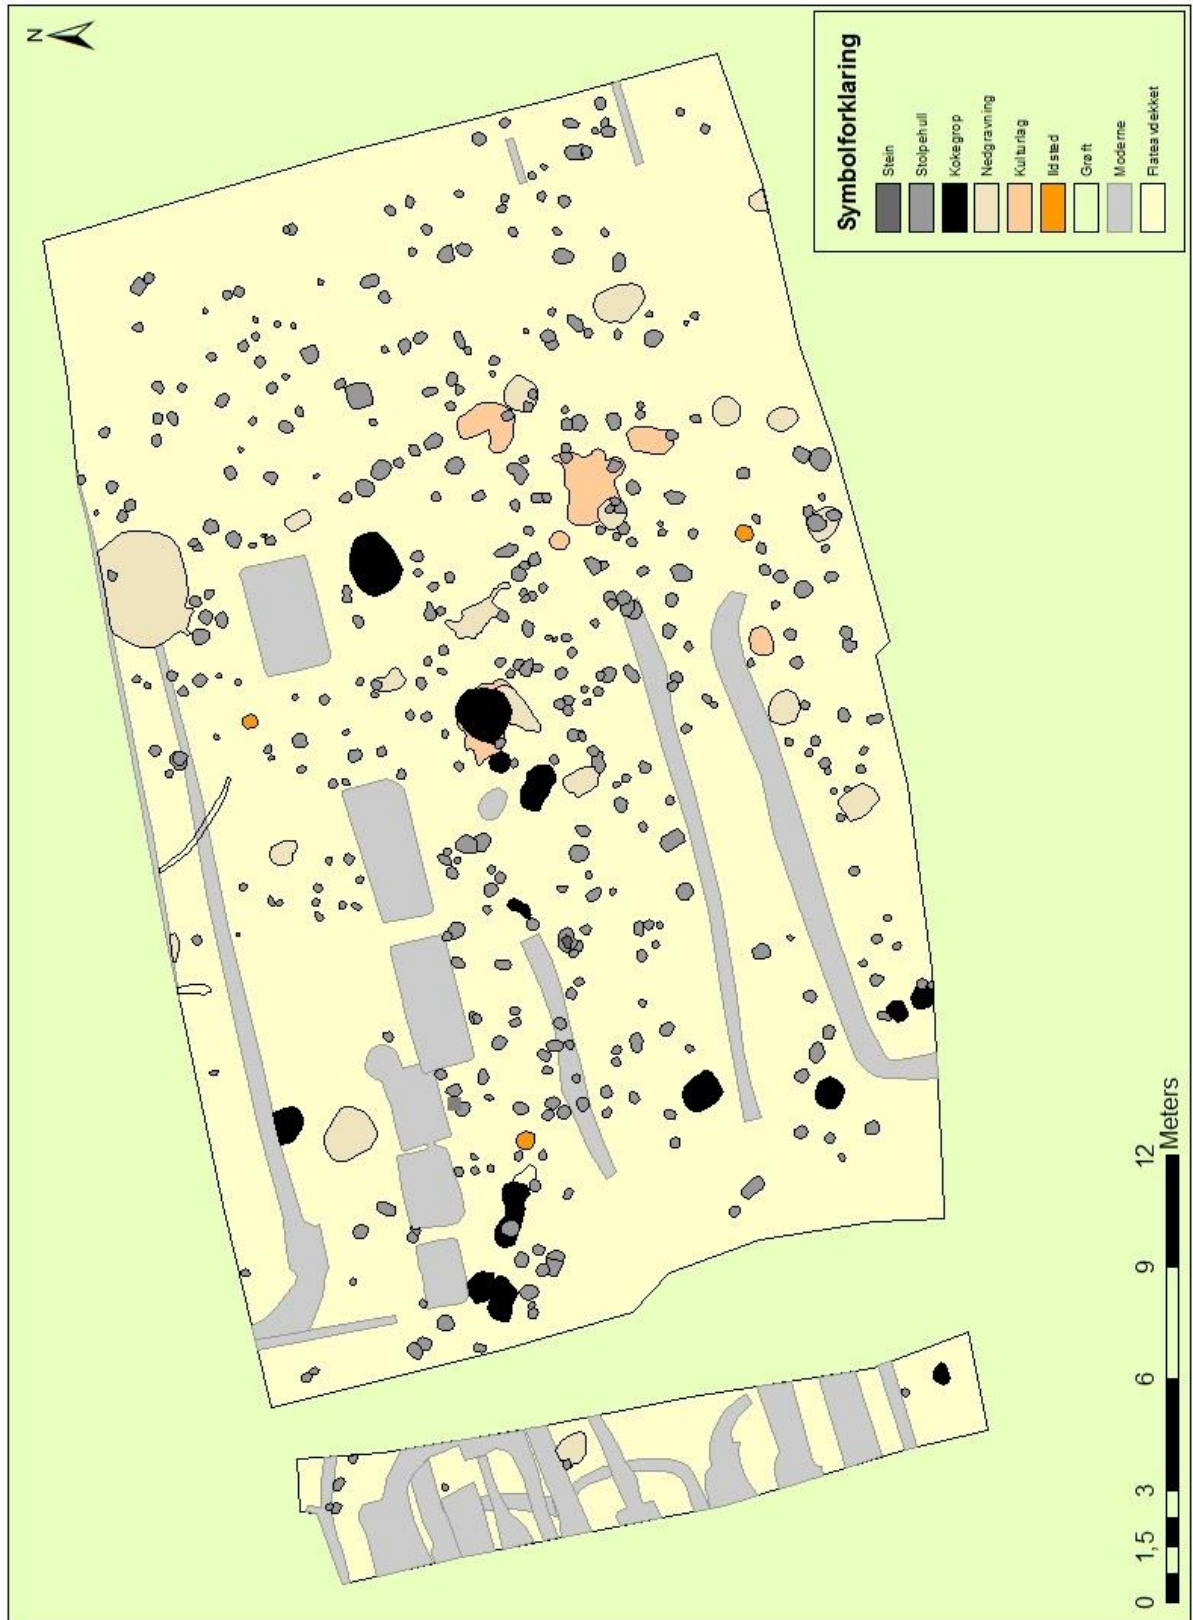 N
Symbolforklaring
Stein
Stolpehull
Kokegrop
Nedgravning
Kulturlag
Ildsted
Grøft
Moderne
Flateavdekket
0 1,5 3 6 9 12
Meters